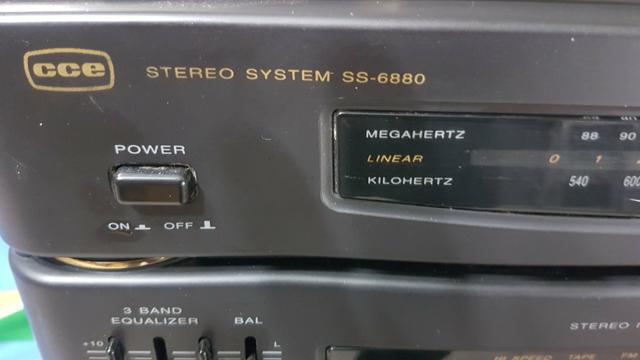 cce STEREO SYSTEM SS-6880
MEGAHERTZ 88 90
LINEAR 0 1
KILOHERTZ 540 600
POWER
ON OFF
3 BAND
EQUALIZER BAL
+10 L
STEREO